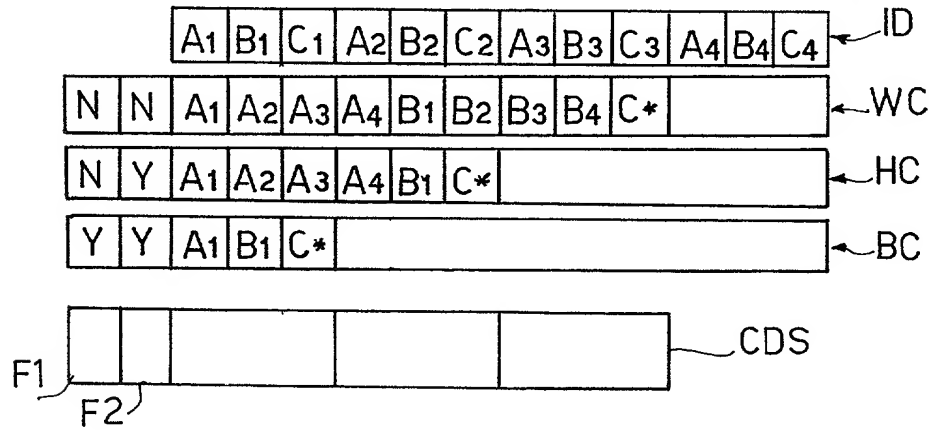 A1 B1 C1 A2 B2 C2 A3 B3 C3 A4 B4 C4 ID
N N A1 A2 A3 A4 B1 B2 B3 B4 C* WC
N Y A1 A2 A3 A4 B1 C* HC
Y Y A1 B1 C* BC
CDS
F1
F2